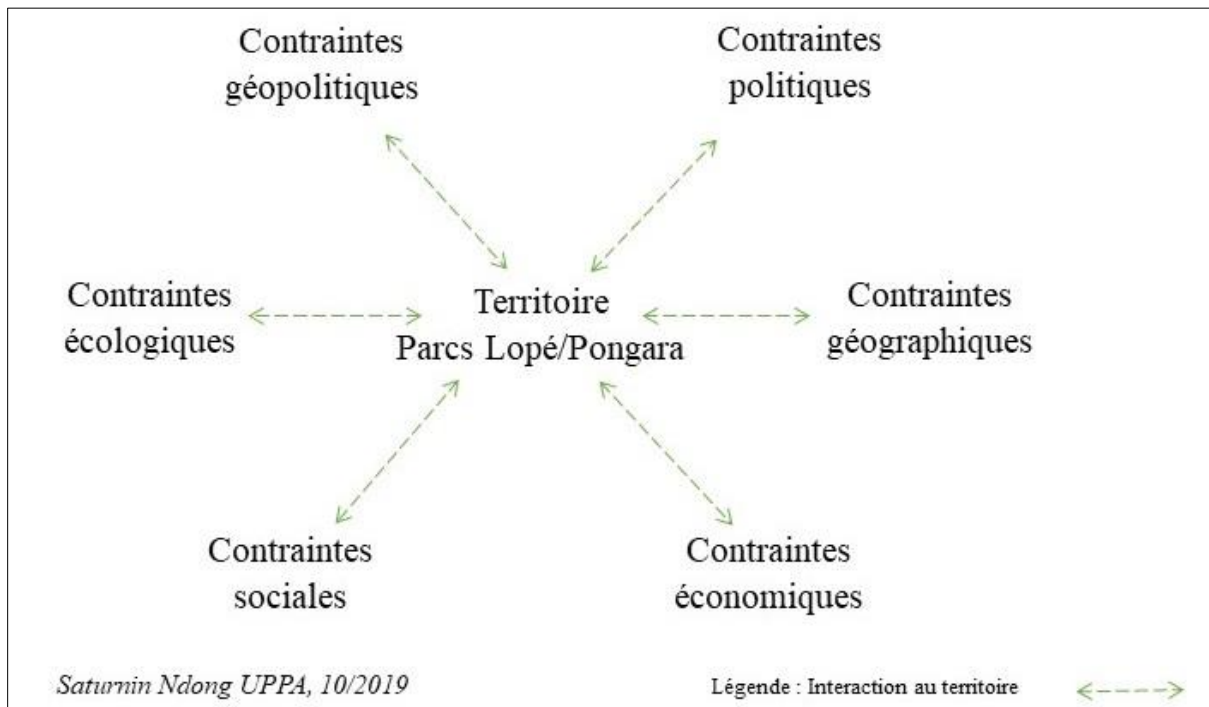 Contraintes
géopolitiques
Contraintes
politiques
Contraintes
écologiques
Territoire
Parcs Lopé/Pongara
Contraintes
géographiques
Contraintes
sociales
Contraintes
économiques
Saturnin Ndong UPPA, 10/2019
Légende : Interaction au territoire